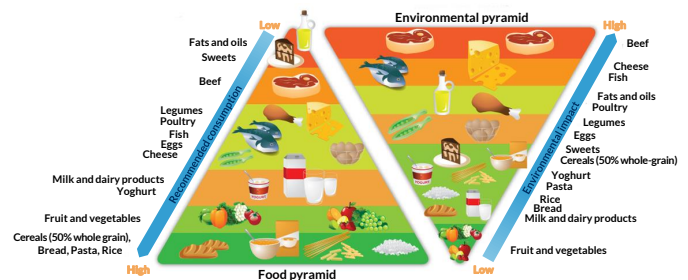 Low
Fats and oils
Sweets
Beef
Legumes
Poultry
Fish
Eggs
Cheese
Milk and dairy products
Yoghurt
Fruit and vegetables
Cereals (50% whole grain),
Bread, Pasta, Rice
High
Recommended consumption
Food pyramid
Environmental pyramid
High
Beef
Cheese
Fish
Fats and oils
Poultry
Legumes
Eggs
Sweets
Cereals (50% whole-grain)
Yoghurt
Pasta
Rice
Bread
Milk and dairy products
Fruit and vegetables
Low
Environmental impact